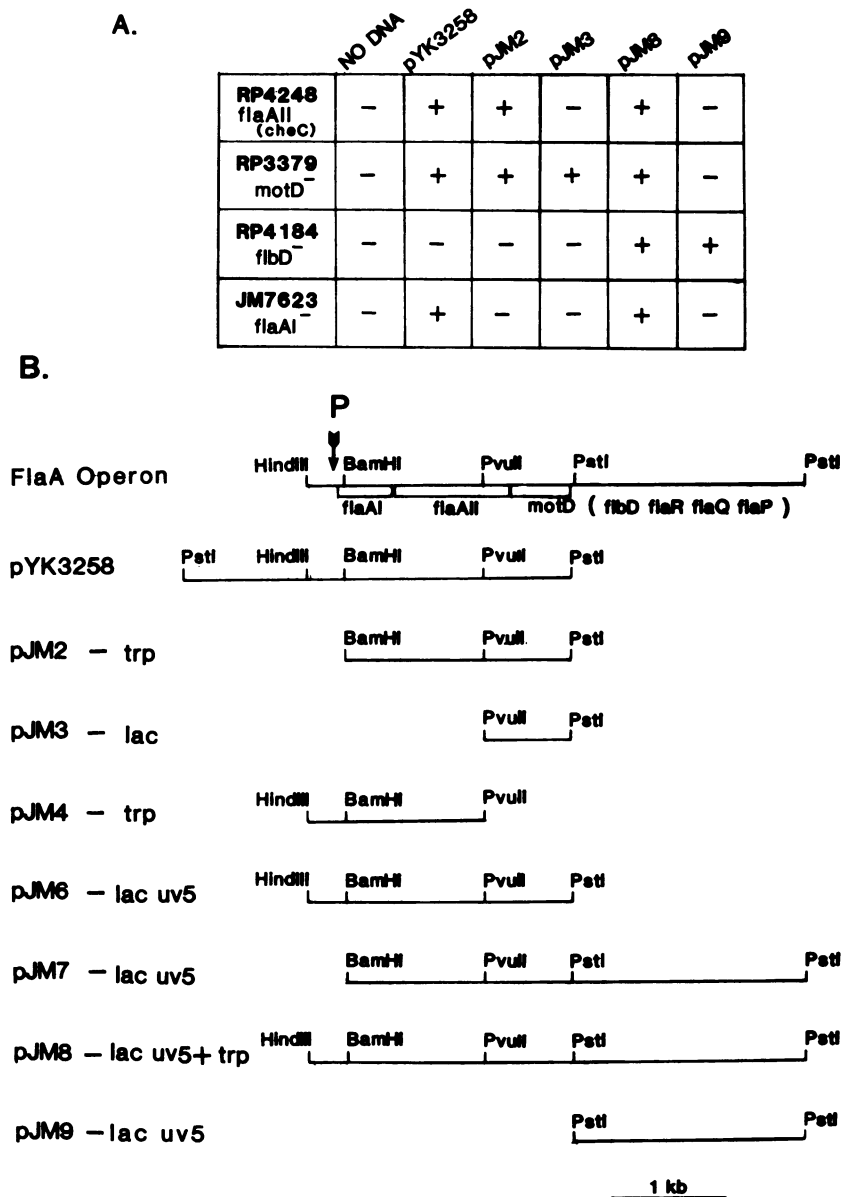 A.
NO DNA pYK3258 pJM2 pJM3 pJM8 pJM9
RP4248 flaAII (cheC) − + + − + −
RP3379 motD− − + + + + −
RP4184 flbD− − − − − + +
JM7623 flaAI− − + − − + −
B.
P
HindIII BamHI PvuII PstI PstI
FlaA Operon
flaAI flaAII motD ( flbD flaR flaQ flaP )
PstI HindIII BamHI PvuII PstI
pYK3258
BamHI PvuII PstI
pJM2 – trp
PvuII PstI
pJM3 – lac
HindIII BamHI PvuII
pJM4 – trp
HindIII BamHI PvuII PstI
pJM6 – lac uv5
BamHI PvuII PstI PstI
pJM7 – lac uv5
HindIII BamHI PvuII PstI PstI
pJM8 – lac uv5+ trp
PstI PstI
pJM9 – lac uv5
1 kb